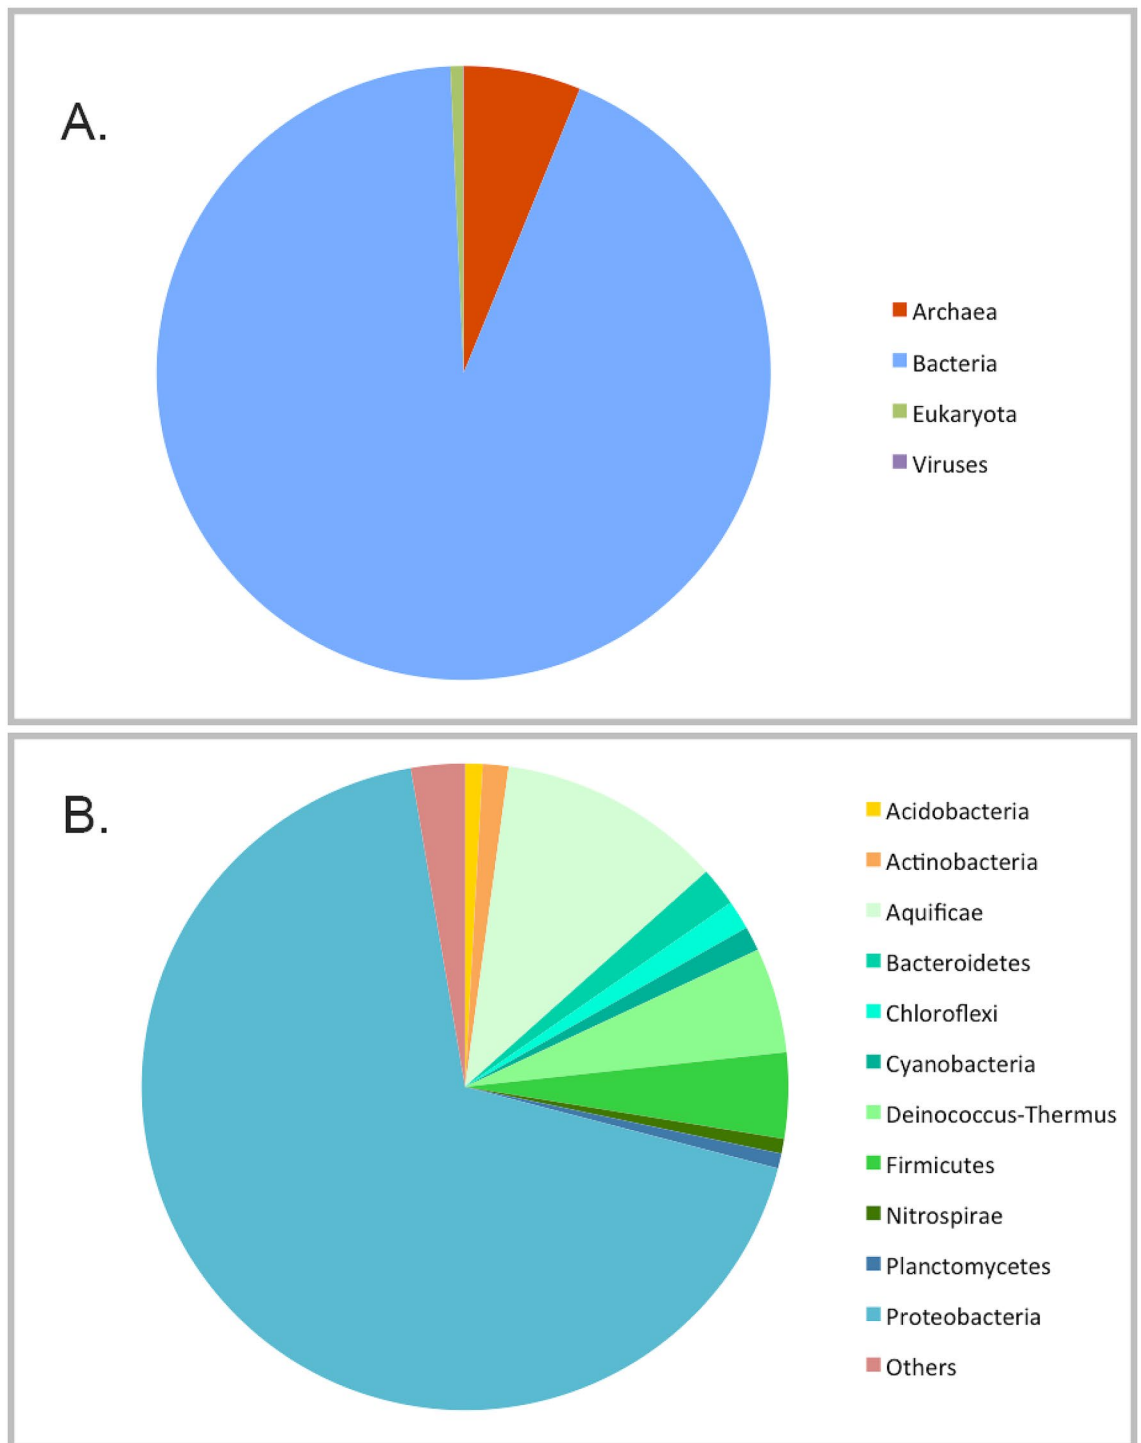 A.
Archaea
Bacteria
Eukaryota
Viruses
B.
Acidobacteria
Actinobacteria
Aquificae
Bacteroidetes
Chloroflexi
Cyanobacteria
Deinococcus-Thermus
Firmicutes
Nitrospirae
Planctomycetes
Proteobacteria
Others